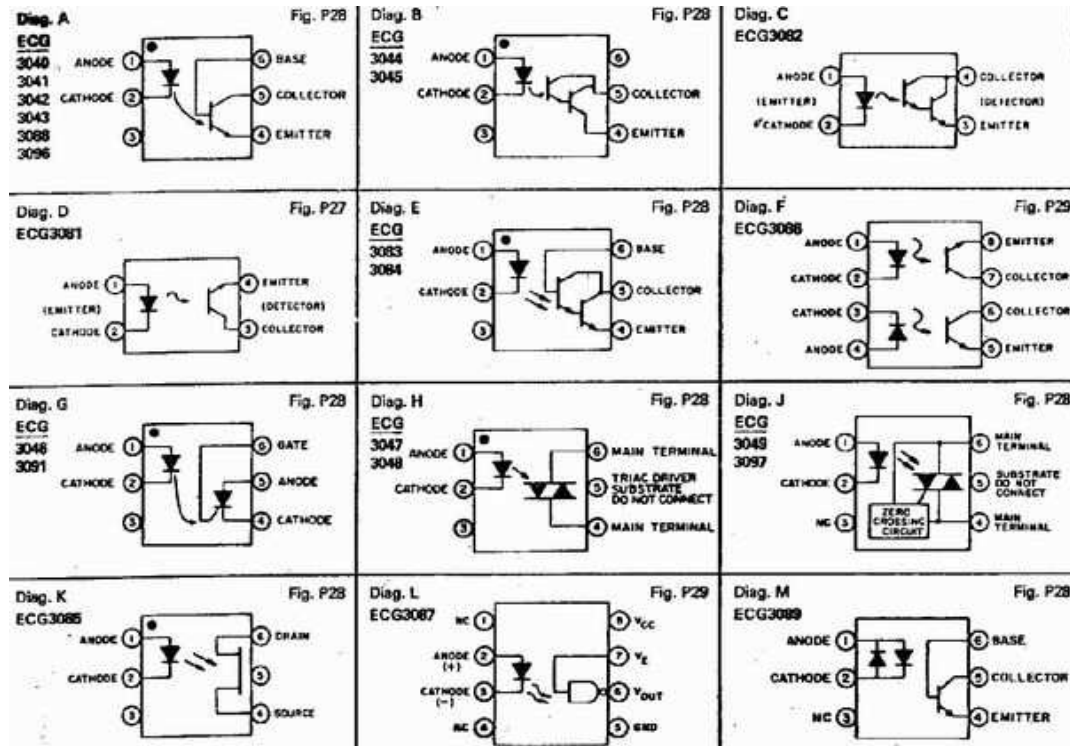 Diag. A Fig. P28
ECG
3040
3041
3042
3043
3088
3096
ANODE 1 6 BASE
CATHODE 2 5 COLLECTOR
3 4 EMITTER
Diag. B Fig. P28
ECG
3044
3045
ANODE 1 6
CATHODE 2 5 COLLECTOR
3 4 EMITTER
Diag. C Fig. P28
ECG3082
ANODE 1 4 COLLECTOR
(EMITTER) (DETECTOR)
CATHODE 2 3 EMITTER
Diag. D Fig. P27
ECG3081
ANODE 1 4 EMITTER
(EMITTER) (DETECTOR)
CATHODE 2 3 COLLECTOR
Diag. E Fig. P28
ECG
3083
3084
ANODE 1 6 BASE
CATHODE 2 5 COLLECTOR
3 4 EMITTER
Diag. F Fig. P29
ANODE 1 8 EMITTER
CATHODE 2 7 COLLECTOR
CATHODE 3 6 COLLECTOR
ANODE 4 5 EMITTER
Diag. G Fig. P28
ECG
3046
3091
ANODE 1 6 GATE
CATHODE 2 5 ANODE
3 4 CATHODE
Diag. H Fig. P28
ECG
3047
3048
ANODE 1 6 MAIN TERMINAL
CATHODE 2 5 TRIAC DRIVER
SUBSTRATE
DO NOT CONNECT
3 4 MAIN TERMINAL
Diag. J Fig. P28
ECG
3049
3097
ANODE 1 6 MAIN
TERMINAL
CATHODE 2 5 SUBSTRATE
DO NOT
CONNECT
NC 3 4 MAIN
TERMINAL
ZERO
CROSSING
CIRCUIT
Diag. K Fig. P28
ECG3085
ANODE 1 6 DRAIN
CATHODE 2 5
3 4 SOURCE
Diag. L Fig. P29
ECG3087
NC 1 8 VCC
ANODE 2 7 VE
(+)
CATHODE 3 6 VOUT
(-)
NC 4 5 GND
Diag. M Fig. P28
ECG3089
ANODE 1 6 BASE
CATHODE 2 5 COLLECTOR
NC 3 4 EMITTER